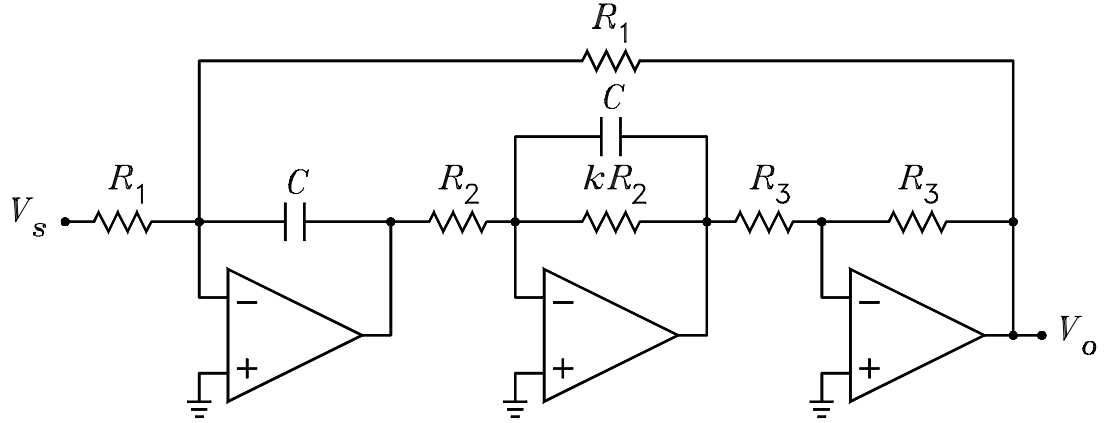 R₁
C
R₁ C R₂ kR₂ R₃ R₃
Vₛ
− − −
+ + +
Vₒ